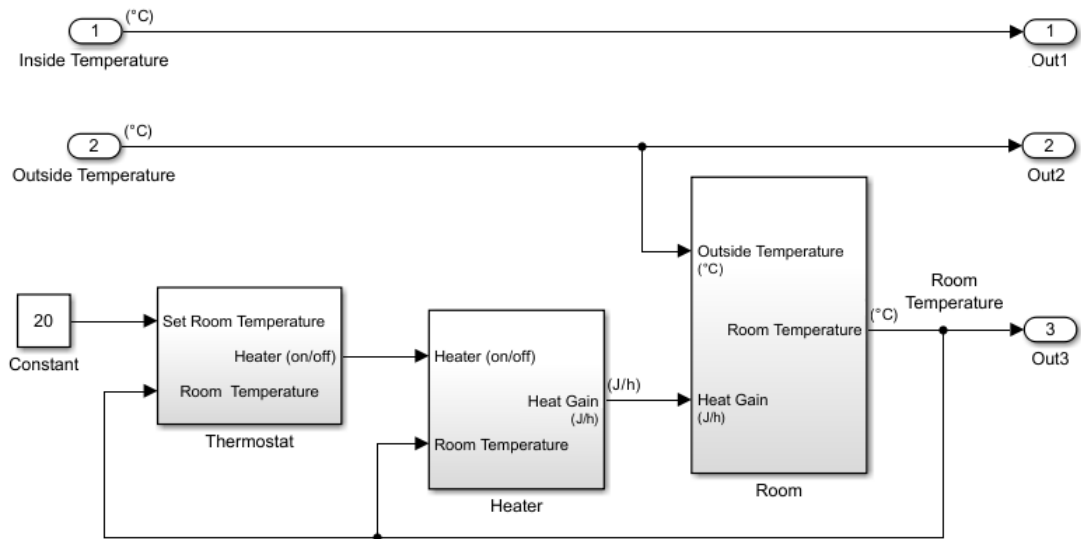 (°C)
1
Inside Temperature
1
Out1
(°C)
2
Outside Temperature
2
Out2
20
Constant
Set Room Temperature
Heater (on/off)
Room  Temperature
Thermostat
Heater (on/off)
Heat Gain
(J/h)
Room Temperature
Heater
(J/h)
Outside Temperature
(°C)
Room Temperature
Heat Gain
(J/h)
Room
(°C)
Room
Temperature
3
Out3